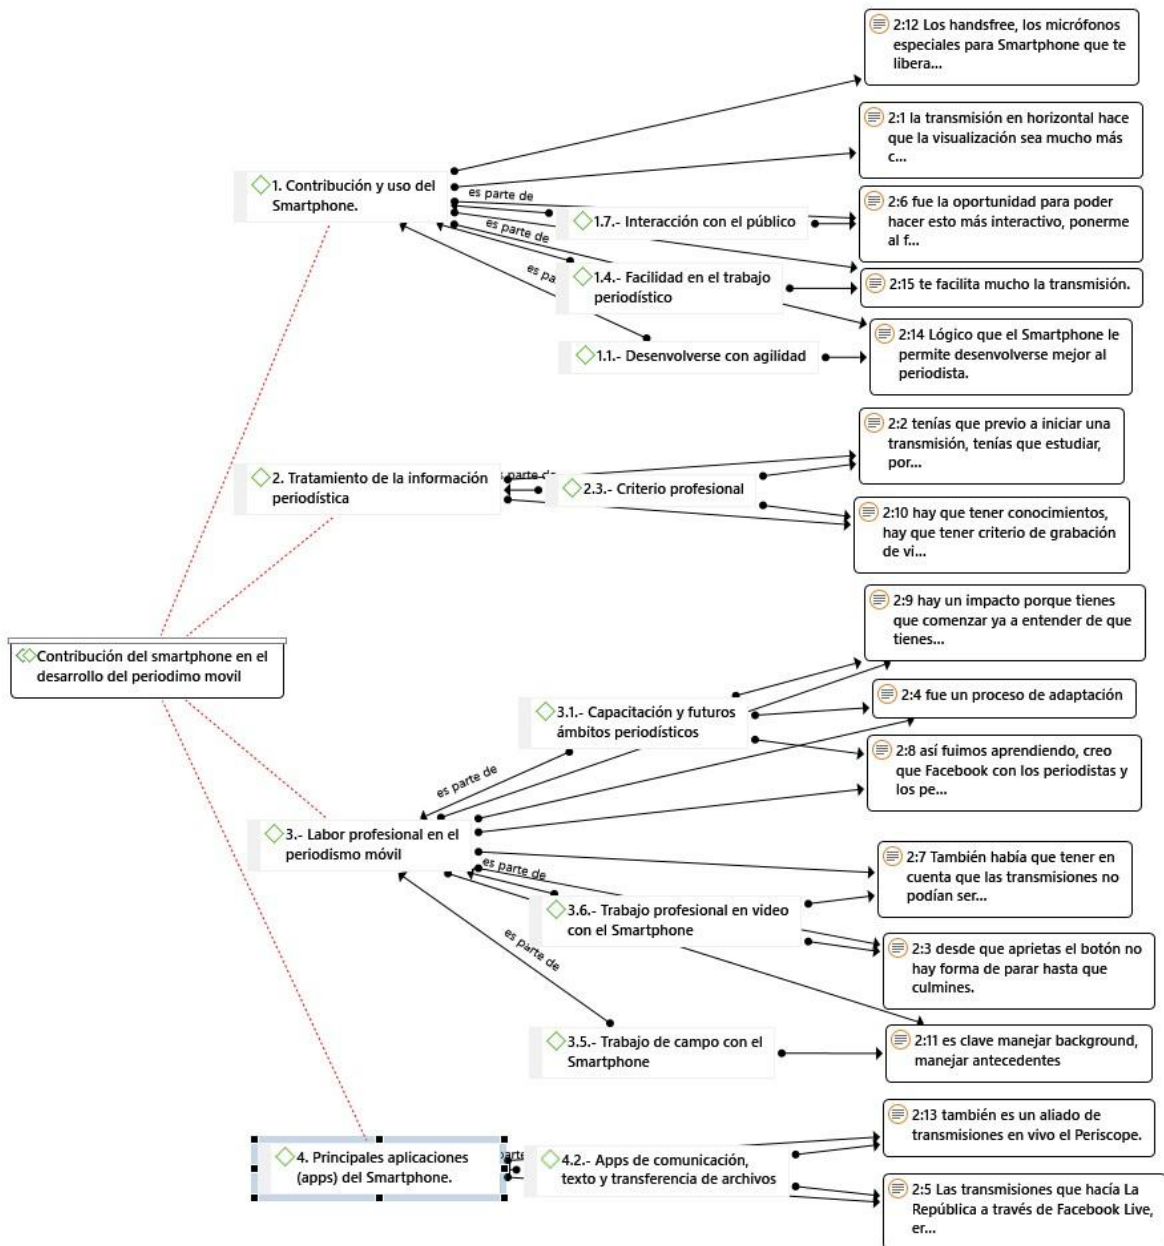 2:12 Los handsfree, los micrófonos
especiales para Smartphone que te
libera...
2:1 la transmisión en horizontal hace
que la visualización sea mucho más
c...
1. Contribución y uso del
Smartphone.
es parte de
2:6 fue la oportunidad para poder
hacer esto más interactivo, ponerme
al f...
1.7.- Interacción con el público
es parte de
es pa
1.4.- Facilidad en el trabajo
periodístico
2:15 te facilita mucho la transmisión.
2:14 Lógico que el Smartphone le
permite desenvolverse mejor al
periodista.
1.1.- Desenvolverse con agilidad
2:2 tenías que previo a iniciar una
transmisión, tenías que estudiar,
por...
2. Tratamiento de la información
periodística
parte de
2.3.- Criterio profesional
2:10 hay que tener conocimientos,
hay que tener criterio de grabación
de vi...
2:9 hay un impacto porque tienes
que comenzar ya a entender de que
tienes...
Contribución del smartphone en el
desarrollo del periodimo movil
3.1.- Capacitación y futuros
ámbitos periodísticos
2:4 fue un proceso de adaptación
2:8 así fuimos aprendiendo, creo
que Facebook con los periodistas y
los pe...
es parte de
3.- Labor profesional en el
periodismo móvil
2:7 También había que tener en
cuenta que las transmisiones no
podían ser...
es parte de
3.6.- Trabajo profesional en video
con el Smartphone
es parte de
2:3 desde que aprietas el botón no
hay forma de parar hasta que
culmines.
3.5.- Trabajo de campo con el
Smartphone
2:11 es clave manejar background,
manejar antecedentes
2:13 también es un aliado de
transmisiones en vivo el Periscope.
4. Principales aplicaciones
(apps) del Smartphone.
parte
4.2.- Apps de comunicación,
texto y transferencia de archivos
2:5 Las transmisiones que hacía La
República a través de Facebook Live,
er...